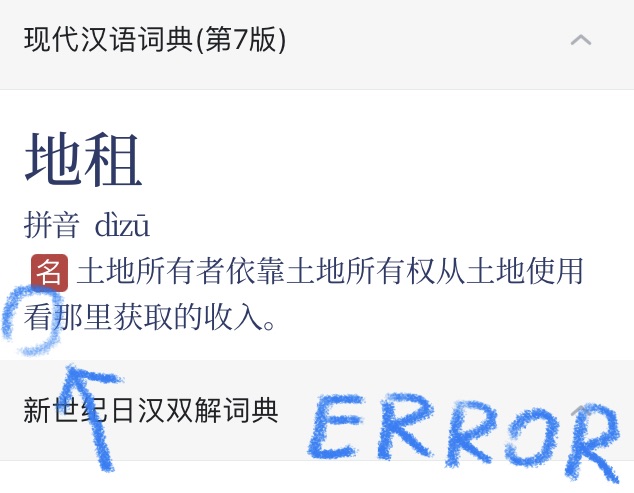 现代汉语词典(第7版)
地租
拼音 dìzū
名 土地所有者依靠土地所有权从土地使用
看那里获取的收入。
新世纪日汉双解词典
ERROR